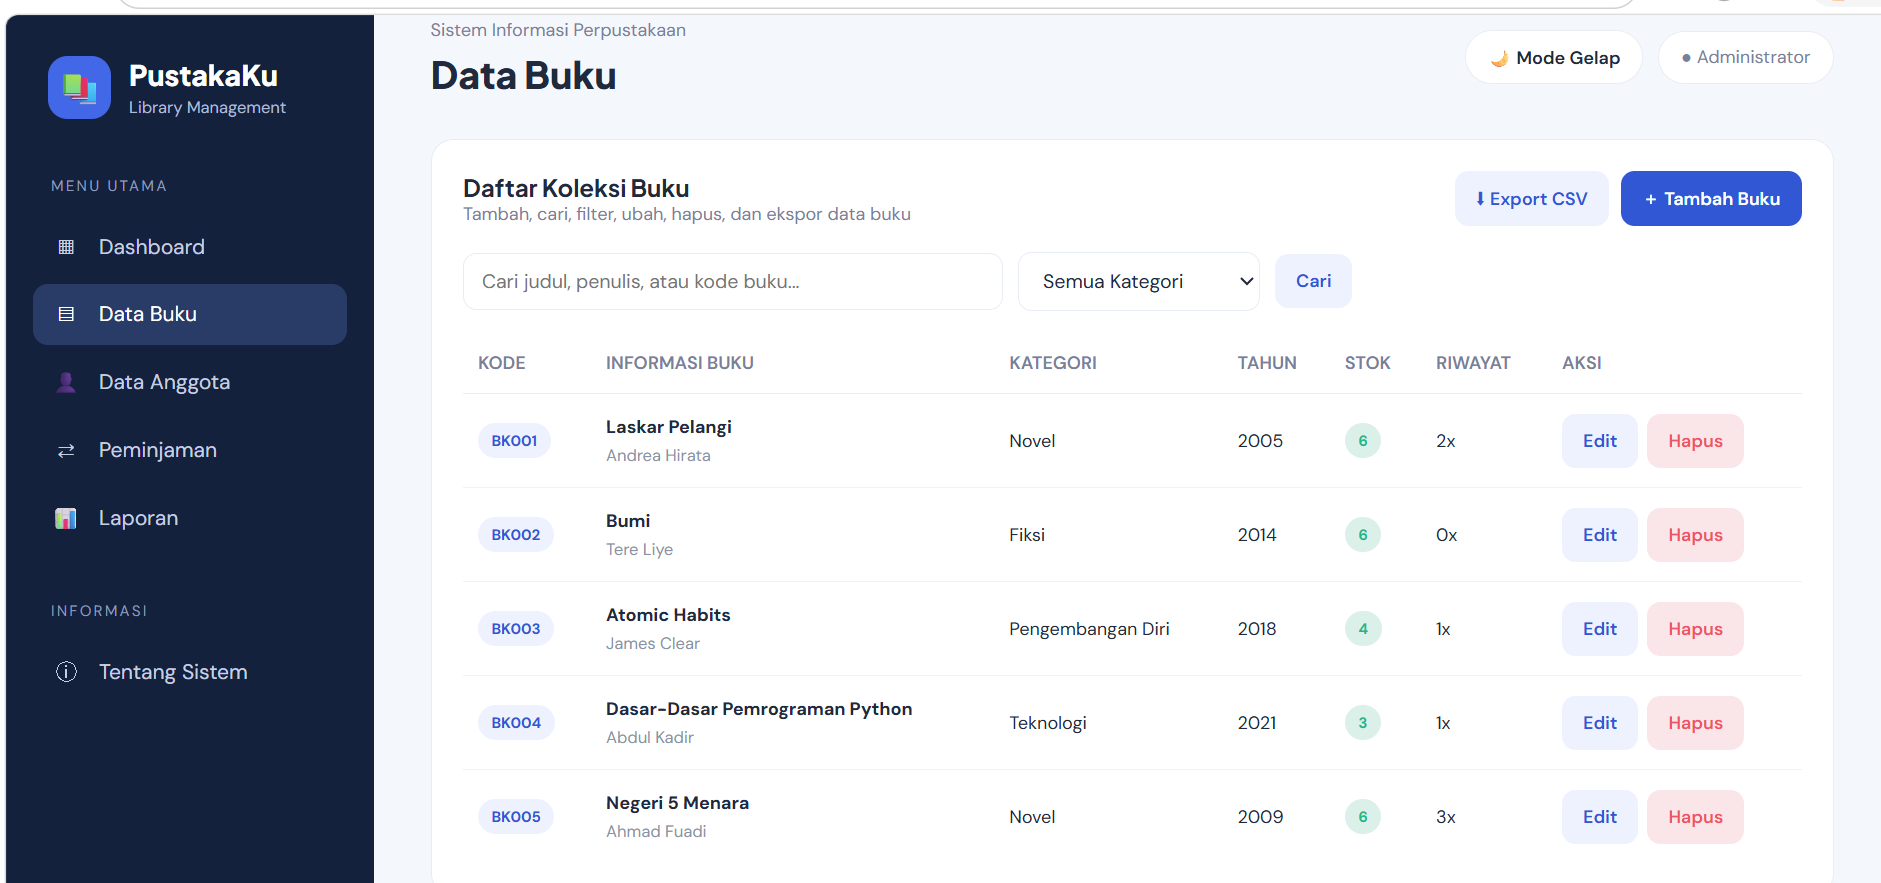 PustakaKu
Library Management
MENU UTAMA
Dashboard
Data Buku
Data Anggota
Peminjaman
Laporan
INFORMASI
Tentang Sistem
Sistem Informasi Perpustakaan
Data Buku
Mode Gelap
Administrator
Daftar Koleksi Buku
Tambah, cari, filter, ubah, hapus, dan ekspor data buku
⬇ Export CSV
+ Tambah Buku
Cari judul, penulis, atau kode buku...
Semua Kategori
Cari
KODE INFORMASI BUKU KATEGORI TAHUN STOK RIWAYAT AKSI
BK001 Laskar Pelangi Novel 2005 6 2x Edit Hapus
Andrea Hirata
BK002 Bumi Fiksi 2014 6 0x Edit Hapus
Tere Liye
BK003 Atomic Habits Pengembangan Diri 2018 4 1x Edit Hapus
James Clear
BK004 Dasar-Dasar Pemrograman Python Teknologi 2021 3 1x Edit Hapus
Abdul Kadir
BK005 Negeri 5 Menara Novel 2009 6 3x Edit Hapus
Ahmad Fuadi